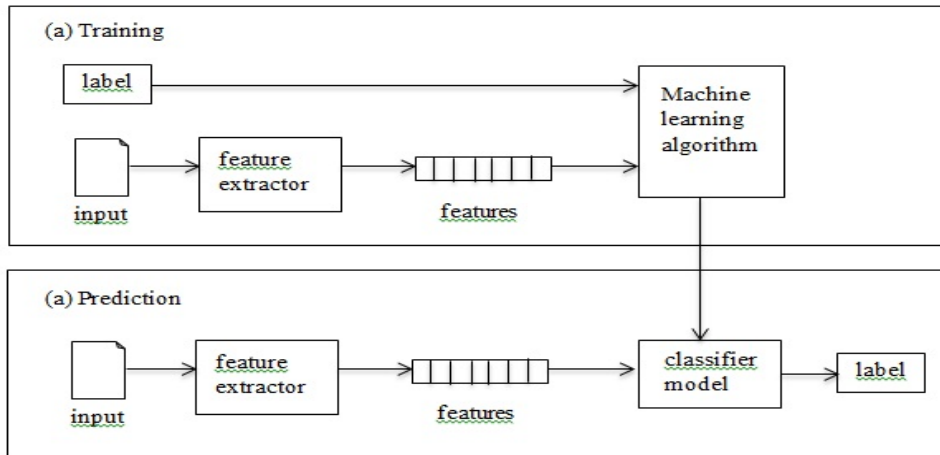 (a) Training
label
Machine
learning
algorithm
feature
extractor
input
features
(a) Prediction
feature
extractor
classifier
model
label
input
features